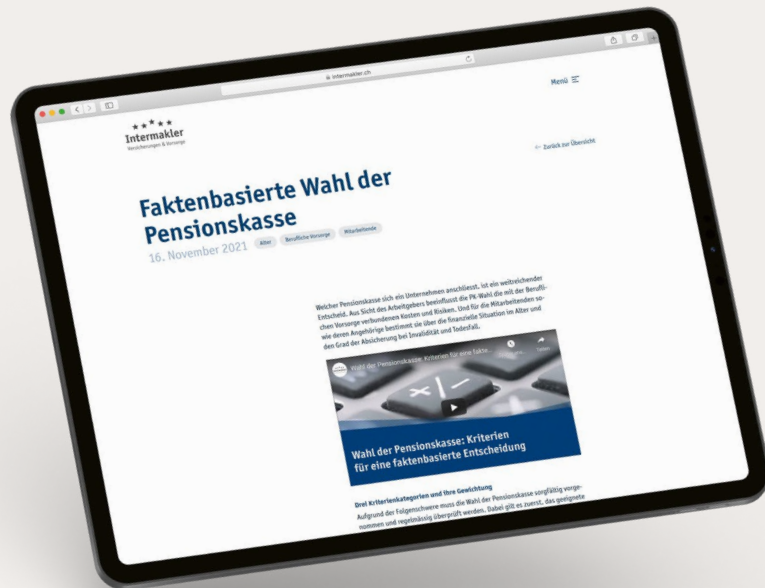 intermakler.ch
Menü
Intermakler
Versicherungen & Vorsorge
← Zurück zur Übersicht
Faktenbasierte Wahl der
Pensionskasse
16. November 2021 Alter Berufliche Vorsorge Mitarbeitende
Welcher Pensionskasse sich ein Unternehmen anschliesst, ist ein weitreichender
Entscheid. Aus Sicht des Arbeitgebers beeinflusst die PK-Wahl die mit der Berufli-
chen Vorsorge verbundenen Kosten und Risiken. Und für die Mitarbeitenden so-
wie deren Angehörige bestimmt sie über die finanzielle Situation im Alter und
den Grad der Absicherung bei Invalidität und Todesfall.
Wahl der Pensionskasse: Kriterien für eine fakte...
Teilen
+/-
Wahl der Pensionskasse: Kriterien
für eine faktenbasierte Entscheidung
Drei Kriterienkategorien und ihre Gewichtung
Aufgrund der Folgenschwere muss die Wahl der Pensionskasse sorgfältig vorge-
nommen und regelmässig überprüft werden. Dabei gilt es zuerst, das geeignete